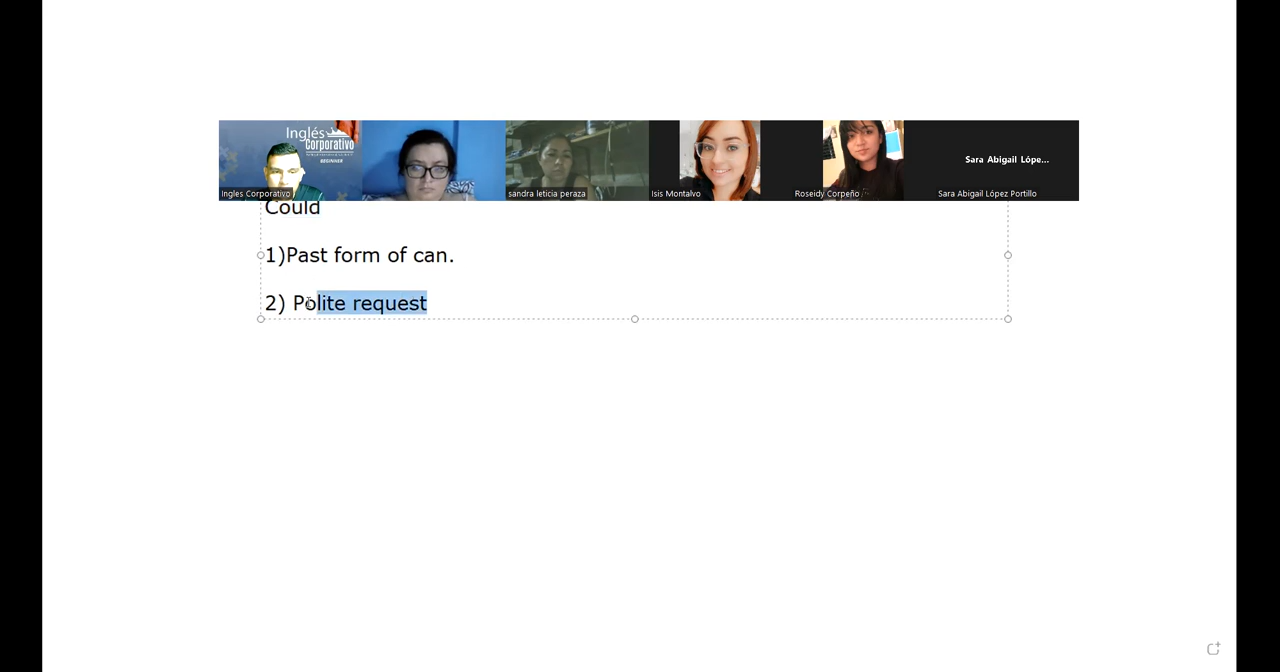 Inglés
Corporativo
BEGINNER
Ingles Corporativo
sandra leticia peraza
Isis Montalvo
Roseidy Corpeño
Sara Abigail Lópe...
Sara Abigail López Portillo
Could
1)Past form of can.
2) Polite request